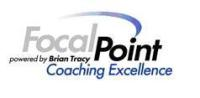 FocalPoint
powered by Brian Tracy
Coaching Excellence